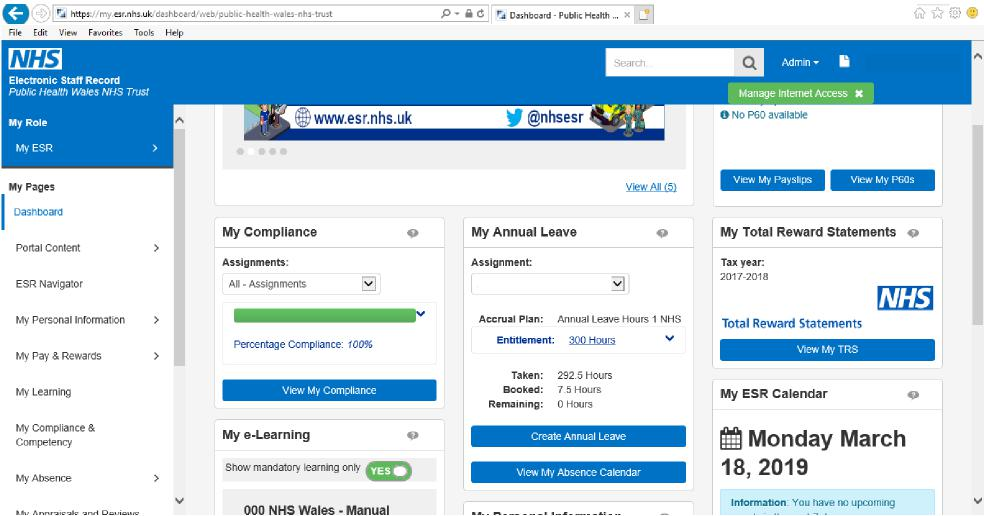 https://my.esr.nhs.uk/dashboard/web/public-health-wales-nhs-trust
Dashboard - Public Health ...
File Edit View Favorites Tools Help
NHS
Electronic Staff Record
Public Health Wales NHS Trust
Search...
Admin
Manage Internet Access
My Role
My ESR
My Pages
Dashboard
Portal Content
ESR Navigator
My Personal Information
My Pay & Rewards
My Learning
My Compliance &
Competency
My Absence
My Appraisals and Reviews
www.esr.nhs.uk @nhsesr
View All (5)
No P60 available
View My Payslips View My P60s
My Compliance
Assignments:
All - Assignments
Percentage Compliance: 100%
View My Compliance
My e-Learning
Show mandatory learning only YES
000 NHS Wales - Manual
My Annual Leave
Assignment:
Accrual Plan: Annual Leave Hours 1 NHS
Entitlement: 300 Hours
Taken: 292.5 Hours
Booked: 7.5 Hours
Remaining: 0 Hours
Create Annual Leave
View My Absence Calendar
My Personal Information
My Total Reward Statements
Tax year:
2017-2018
NHS
Total Reward Statements
View My TRS
My ESR Calendar
Monday March
18, 2019
Information: You have no upcoming